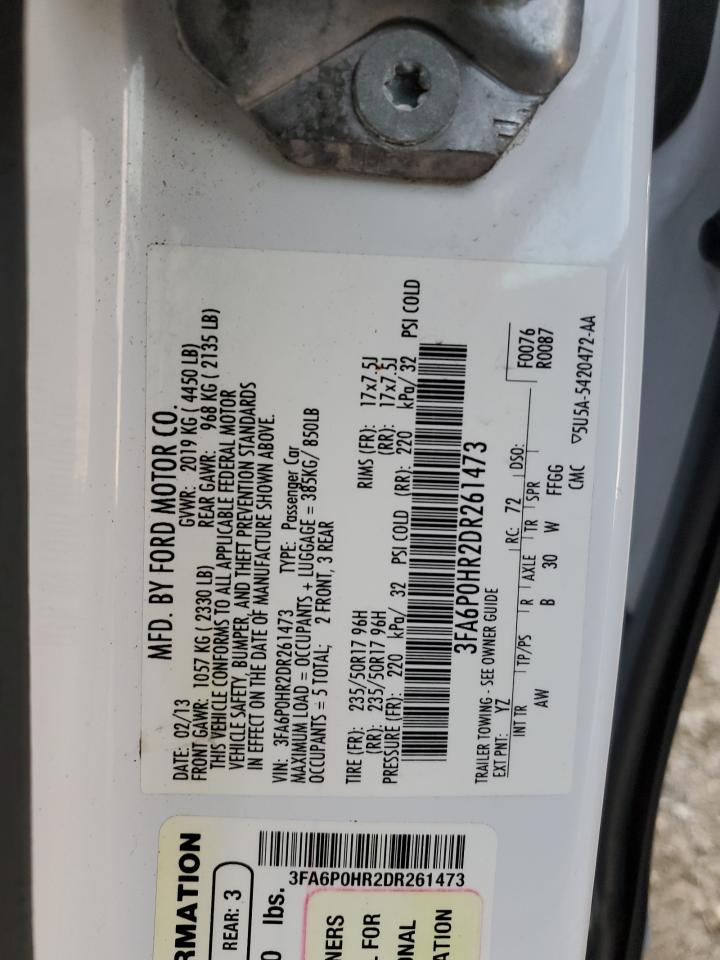 MFD. BY FORD MOTOR CO.
DATE: 02/13 GVWR: 2019 KG ( 4450 LB)
FRONT GAWR: 1057 KG ( 2330 LB) REAR GAWR: 968 KG ( 2135 LB)
THIS VEHICLE CONFORMS TO ALL APPLICABLE FEDERAL MOTOR
VEHICLE SAFETY, BUMPER, AND THEFT PREVENTION STANDARDS
IN EFFECT ON THE DATE OF MANUFACTURE SHOWN ABOVE.
VIN: 3FA6P0HR2DR261473 TYPE: Passenger Car
MAXIMUM LOAD = OCCUPANTS + LUGGAGE = 385KG/ 850LB
OCCUPANTS = 5 TOTAL; 2 FRONT, 3 REAR
TIRE (FR): 235/50R17 96H RIMS (FR): 17x7.5J
(RR): 235/50R17 96H (RR): 17x7.5J
PRESSURE (FR): 220 kPa/ 32 PSI COLD (RR): 220 kPa/ 32 PSI COLD
3FA6P0HR2DR261473
TRAILER TOWING - SEE OWNER GUIDE
EXT PNT: YZ RC: 72 DSO: F0076
R0087
INT TR TP/PS R AXLE TR SPR
AW B 30 W FFGG
CMC
▽5U5A-5420472-AA
RMATION
REAR: 3
0 lbs.
3FA6P0HR2DR261473
NERS
L FOR
ONAL
ATION